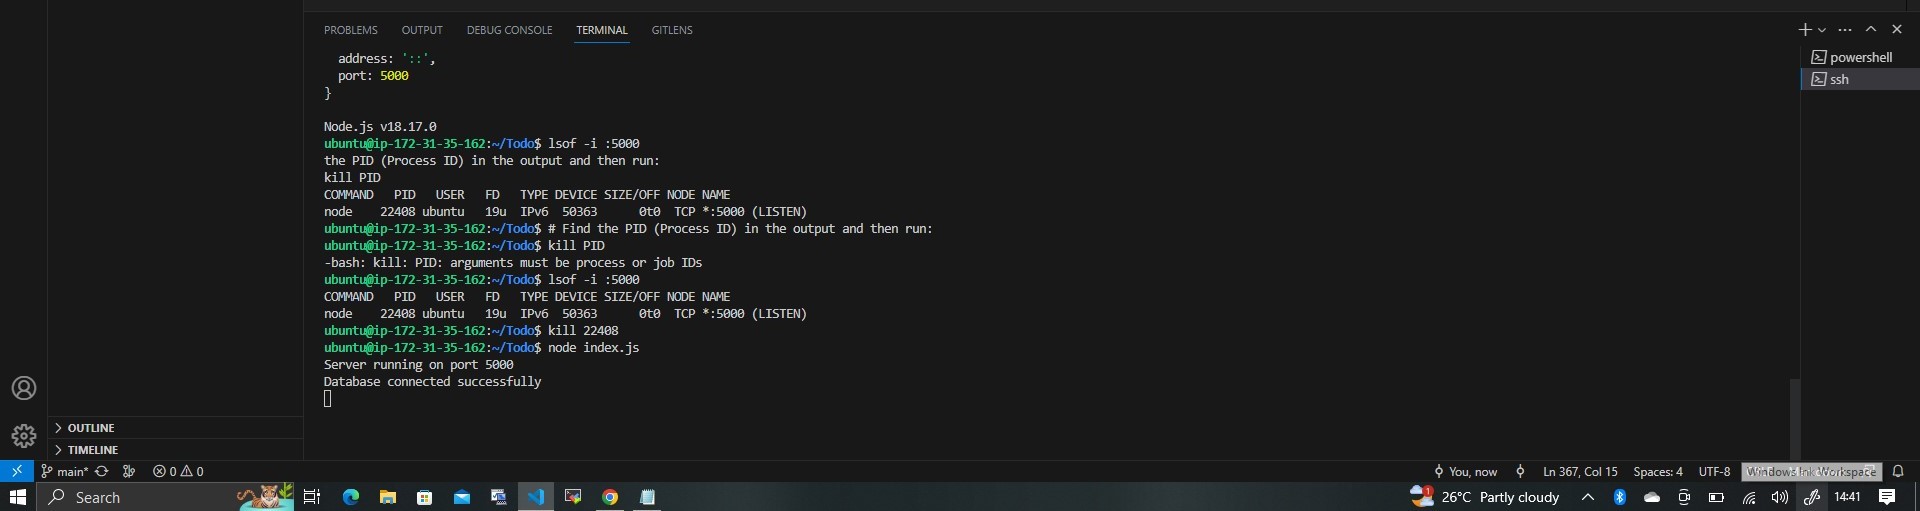 PROBLEMS OUTPUT DEBUG CONSOLE TERMINAL GITLENS
address: '::',
port: 5000
}
Node.js v18.17.0
ubuntu@ip-172-31-35-162:~/Todo$ lsof -i :5000
the PID (Process ID) in the output and then run:
kill PID
COMMAND PID USER FD TYPE DEVICE SIZE/OFF NODE NAME
node 22408 ubuntu 19u IPv6 50363 0t0 TCP *:5000 (LISTEN)
ubuntu@ip-172-31-35-162:~/Todo$ # Find the PID (Process ID) in the output and then run:
ubuntu@ip-172-31-35-162:~/Todo$ kill PID
-bash: kill: PID: arguments must be process or job IDs
ubuntu@ip-172-31-35-162:~/Todo$ lsof -i :5000
COMMAND PID USER FD TYPE DEVICE SIZE/OFF NODE NAME
node 22408 ubuntu 19u IPv6 50363 0t0 TCP *:5000 (LISTEN)
ubuntu@ip-172-31-35-162:~/Todo$ kill 22408
ubuntu@ip-172-31-35-162:~/Todo$ node index.js
Server running on port 5000
Database connected successfully
powershell
ssh
OUTLINE
TIMELINE
main* 0 0 You, now Ln 367, Col 15 Spaces: 4 UTF-8 Windows Ink Workspace
Search 1 26°C Partly cloudy 14:41